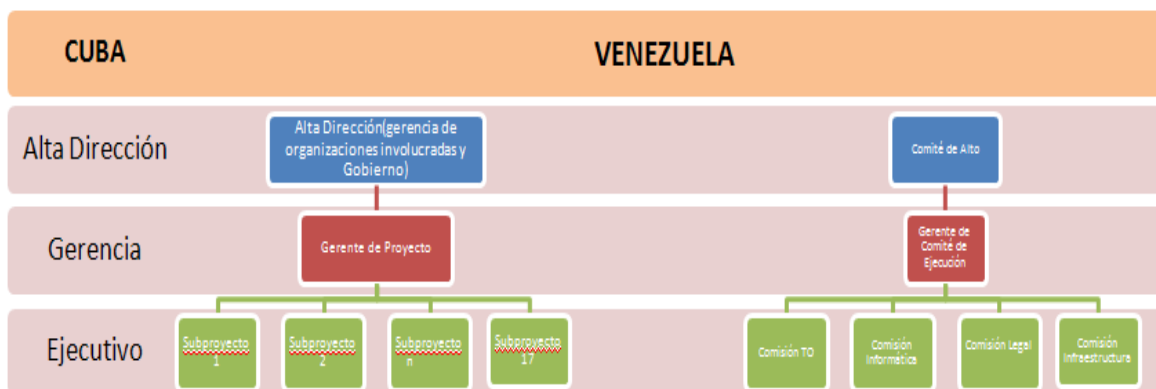 CUBA
VENEZUELA
Alta Dirección
Alta Dirección(gerencia de
organizaciones involucradas y
Gobierno)
Comité de Alto
Gerencia
Gerente de Proyecto
Gerente de
Comité de
Ejecución
Ejecutivo
Subproyecto
1
Subproyecto
2
Subproyecto
n
Subproyecto
17
Comisión TO
Comisión
Informática
Comisión Legal
Comisión
Infraestructura